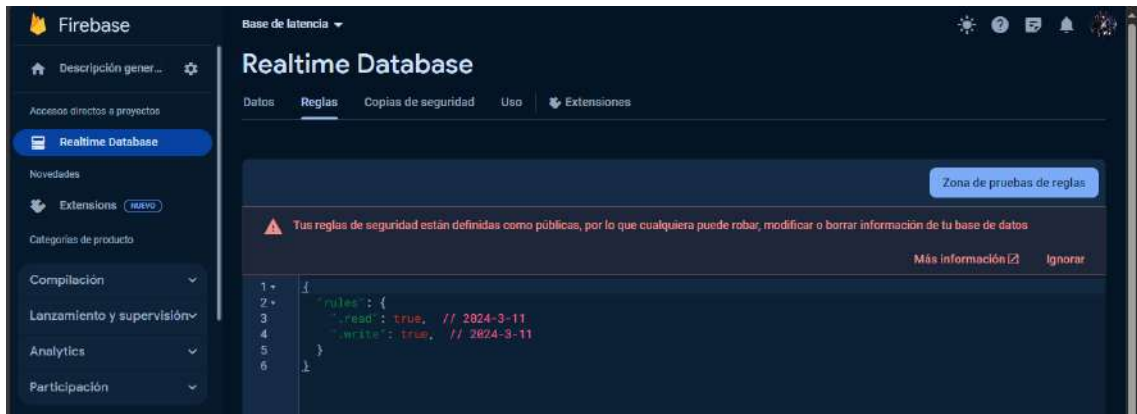 Firebase
Base de latencia
Descripción gener...
Realtime Database
Datos Reglas Copias de seguridad Uso Extensiones
Accesos directos a proyectos
Realtime Database
Novedades
Extensions NUEVO
Categorías de producto
Compilación
Lanzamiento y supervisión
Analytics
Participación
Zona de pruebas de reglas
Tus reglas de seguridad están definidas como públicas, por lo que cualquiera puede robar, modificar o borrar información de tu base de datos
Más información Ignorar
1 {
2 "rules": {
3 ".read": true, // 2024-3-11
4 ".write": true, // 2024-3-11
5 }
6 }